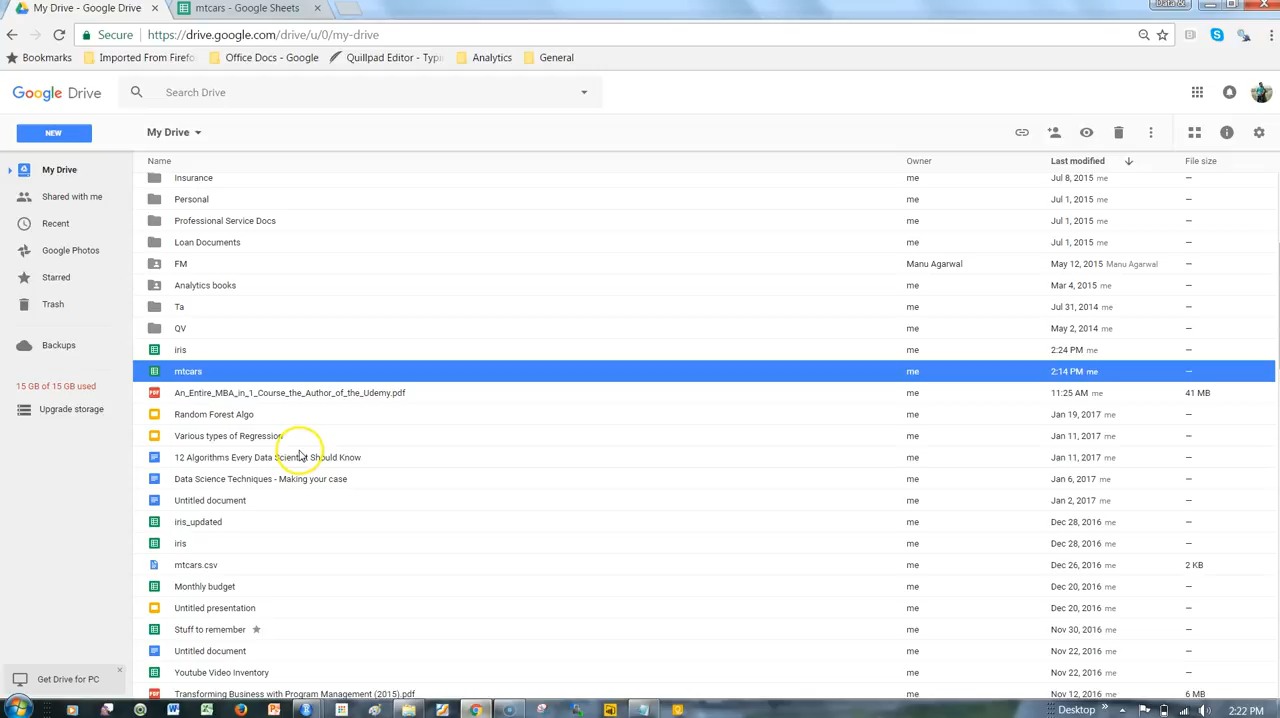 My Drive - Google Drive
mtcars - Google Sheets
Secure
https://drive.google.com/drive/u/0/my-drive
Bookmarks
Imported From Firefo
Office Docs - Google
Quillpad Editor - Typi
Analytics
General
Google Drive
Search Drive
NEW
My Drive
My Drive
Shared with me
Recent
Google Photos
Starred
Trash
Backups
15 GB of 15 GB used
Upgrade storage
Get Drive for PC
Name Owner Last modified File size
Insurance me Jul 8, 2015 me –
Personal me Jul 1, 2015 me –
Professional Service Docs me Jul 1, 2015 me –
Loan Documents me Jul 1, 2015 me –
FM Manu Agarwal May 12, 2015 Manu Agarwal –
Analytics books me Mar 4, 2015 me –
Ta me Jul 31, 2014 me –
QV me May 2, 2014 me –
iris me 2:24 PM me –
mtcars me 2:14 PM me –
An_Entire_MBA_in_1_Course_the_Author_of_the_Udemy.pdf me 11:25 AM me 41 MB
Random Forest Algo me Jan 19, 2017 me –
Various types of Regression me Jan 11, 2017 me –
12 Algorithms Every Data Scientist Should Know me Jan 11, 2017 me –
Data Science Techniques - Making your case me Jan 6, 2017 me –
Untitled document me Jan 2, 2017 me –
iris_updated me Dec 28, 2016 me –
iris me Dec 28, 2016 me –
mtcars.csv me Dec 26, 2016 me 2 KB
Monthly budget me Dec 20, 2016 me –
Untitled presentation me Dec 20, 2016 me –
Stuff to remember me Nov 30, 2016 me –
Untitled document me Nov 22, 2016 me –
Youtube Video Inventory me Nov 22, 2016 me –
Transforming Business with Program Management (2015).pdf me Nov 12, 2016 me 6 MB
Desktop
2:22 PM